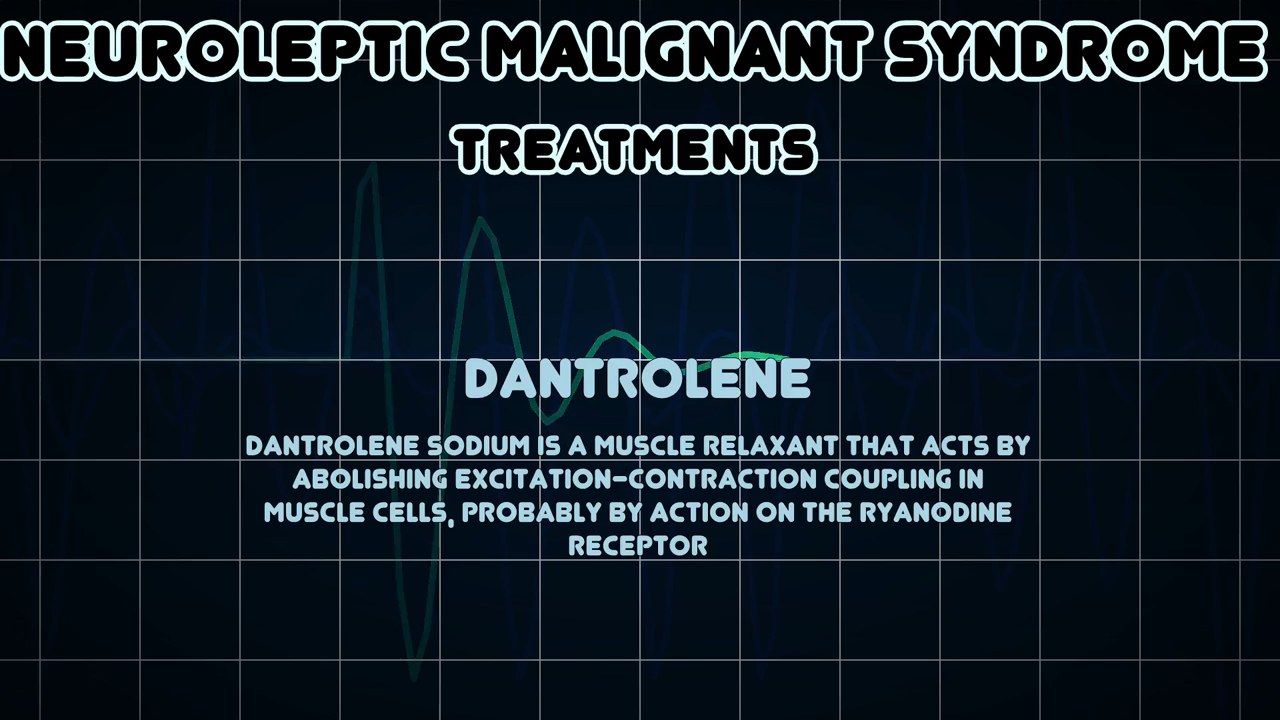 NEUROLEPTIC MALIGNANT SYNDROME
TREATMENTS
DANTROLENE
DANTROLENE SODIUM IS A MUSCLE RELAXANT THAT ACTS BY
ABOLISHING EXCITATION-CONTRACTION COUPLING IN
MUSCLE CELLS, PROBABLY BY ACTION ON THE RYANODINE
RECEPTOR